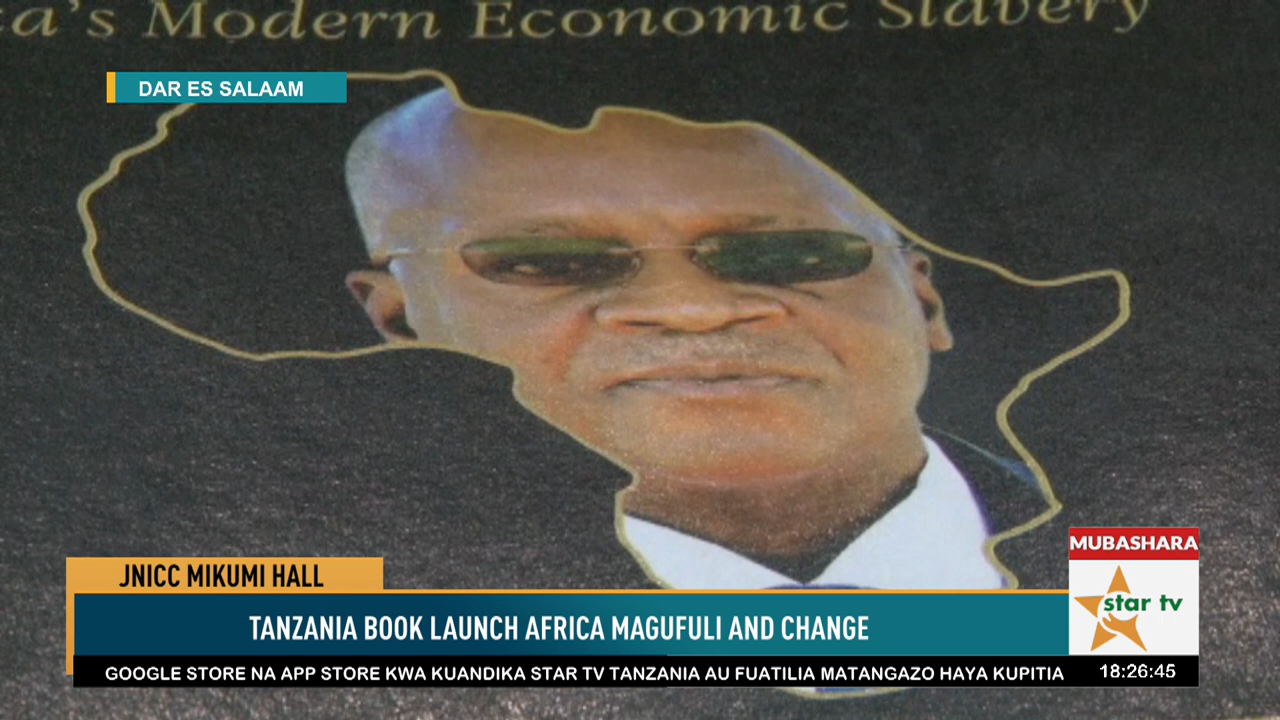 ca's Modern Economic Slavery
DAR ES SALAAM
JNICC MIKUMI HALL
TANZANIA BOOK LAUNCH AFRICA MAGUFULI AND CHANGE
MUBASHARA
star tv
GOOGLE STORE NA APP STORE KWA KUANDIKA STAR TV TANZANIA AU FUATILIA MATANGAZO HAYA KUPITIA
18:26:45